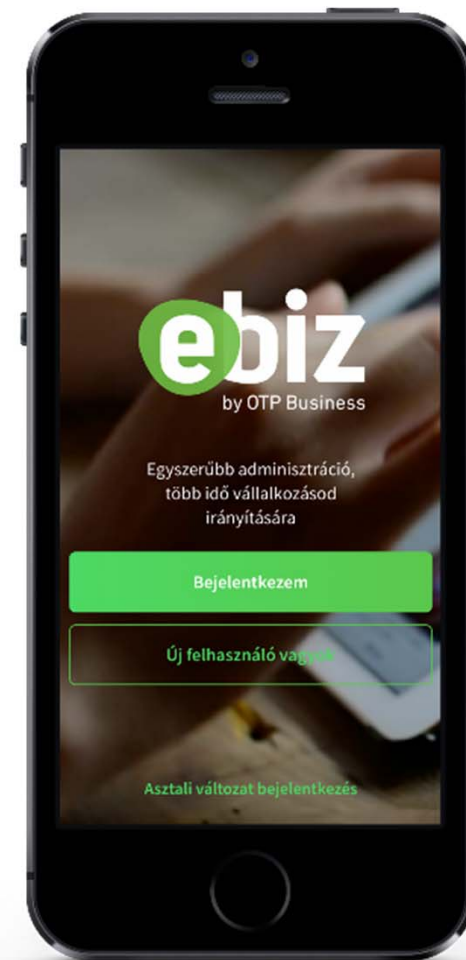 ebiz
by OTP Business
Egyszerűbb adminisztráció,
több idő vállalkozásod
irányítására
Bejelentkezem
Új felhasználó vagyok
Asztali változat bejelentkezés